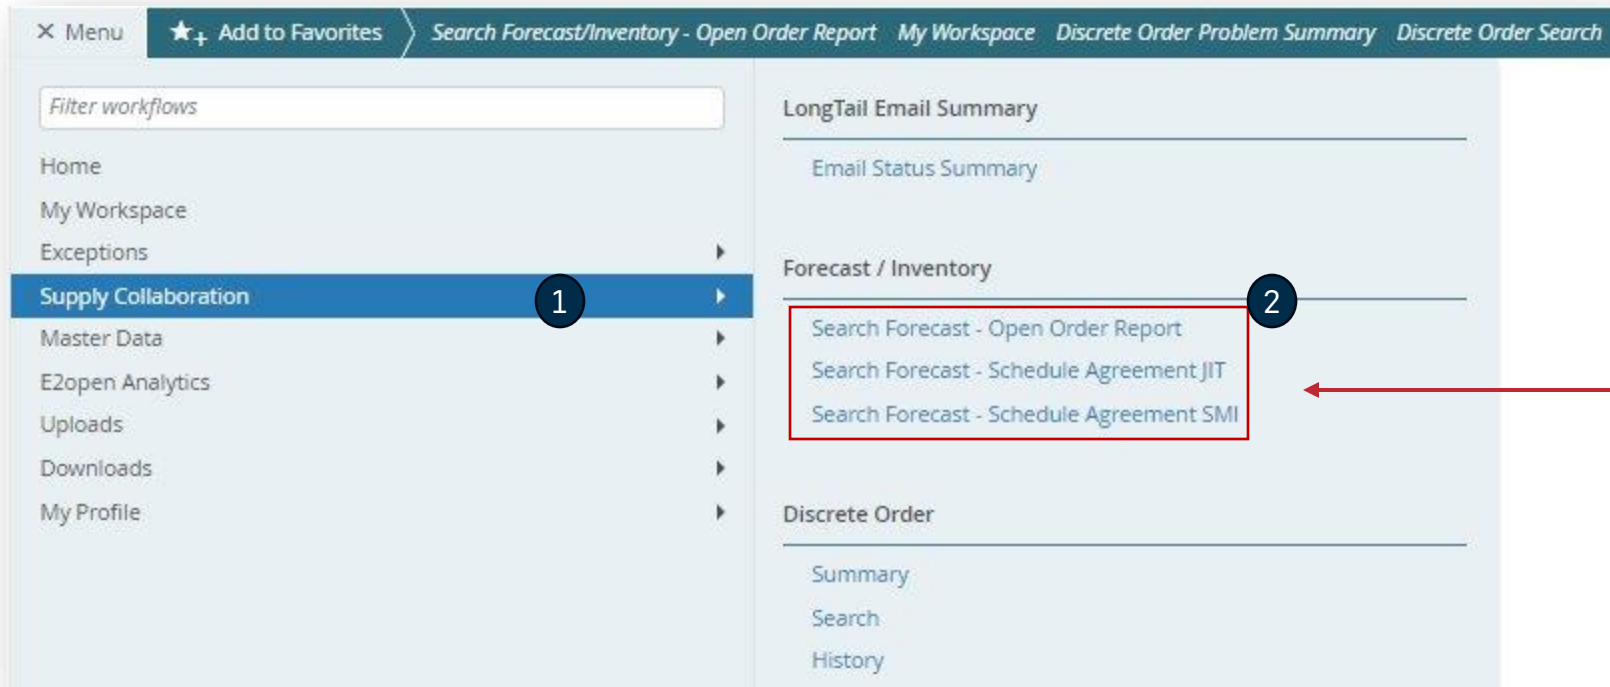 × Menu ★+ Add to Favorites Search Forecast/Inventory - Open Order Report My Workspace Discrete Order Problem Summary Discrete Order Search
Filter workflows
Home
My Workspace
Exceptions
Supply Collaboration 1
Master Data
E2open Analytics
Uploads
Downloads
My Profile
LongTail Email Summary
Email Status Summary
Forecast / Inventory
2
Search Forecast - Open Order Report
Search Forecast - Schedule Agreement JIT
Search Forecast - Schedule Agreement SMI
Discrete Order
Summary
Search
History